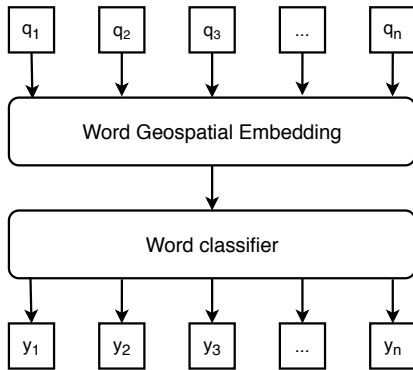 q₁ q₂ q₃ ... qₙ
Word Geospatial Embedding
Word classifier
y₁ y₂ y₃ ... yₙ